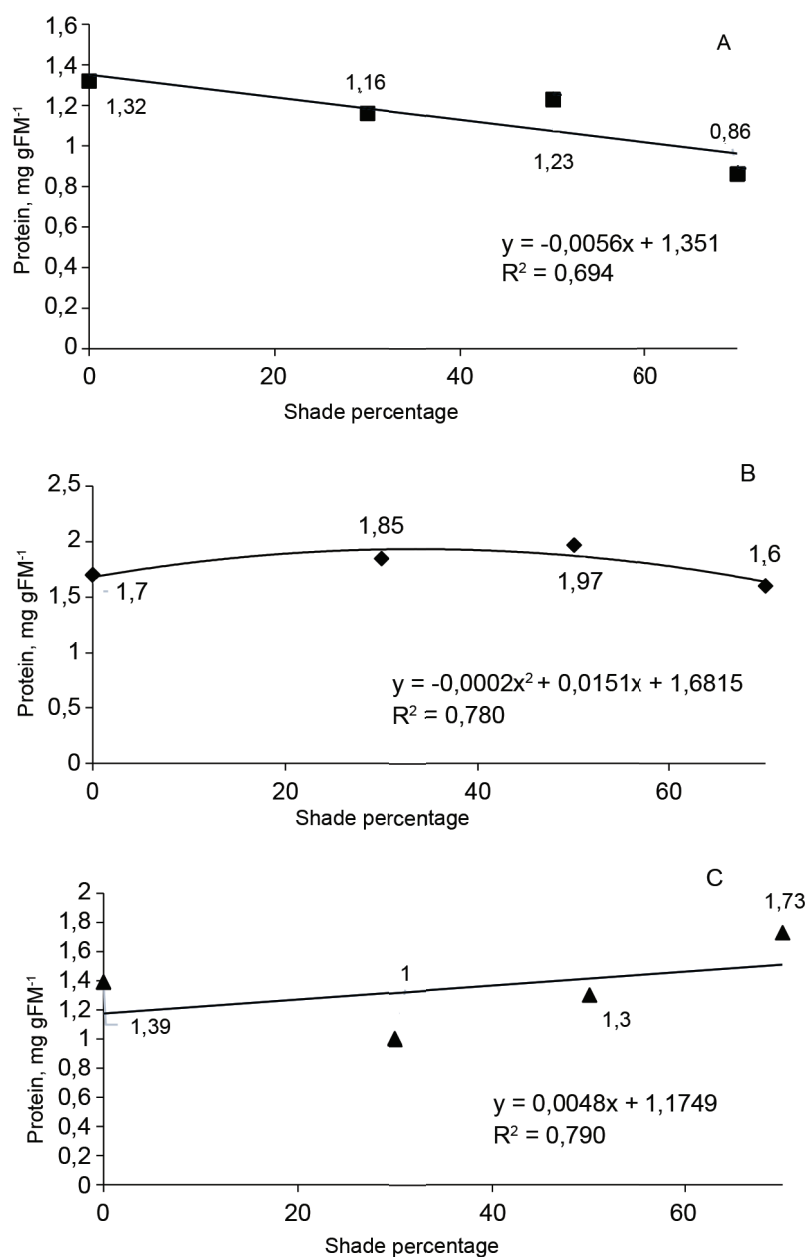 A
Protein, mg gFM⁻¹
1,6
1,4
1,2
1
0,8
0,6
0,4
0,2
0
1,32
1,16
1,23
0,86
y = -0,0056x + 1,351
R² = 0,694
0 20 40 60
Shade percentage
B
Protein, mg gFM⁻¹
2,5
2
1,5
1
0,5
0
1,7
1,85
1,97
1,6
y = -0,0002x² + 0,0151x + 1,6815
R² = 0,780
0 20 40 60
Shade percentage
C
Protein, mg gFM⁻¹
2
1,8
1,6
1,4
1,2
1
0,8
0,6
0,4
0,2
0
1,39
1
1,3
1,73
y = 0,0048x + 1,1749
R² = 0,790
0 20 40 60
Shade percentage